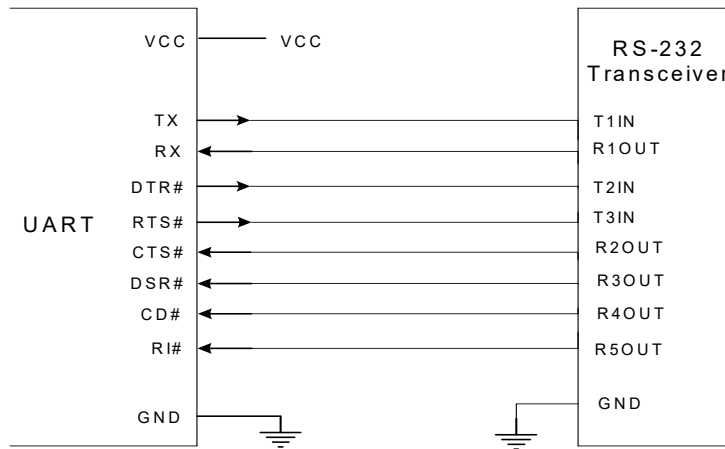 VCC
VCC
RS-232
Transceiver
TX
T1IN
RX
R1OUT
DTR#
T2IN
UART
RTS#
T3IN
CTS#
R2OUT
DSR#
R3OUT
CD#
R4OUT
RI#
R5OUT
GND
GND